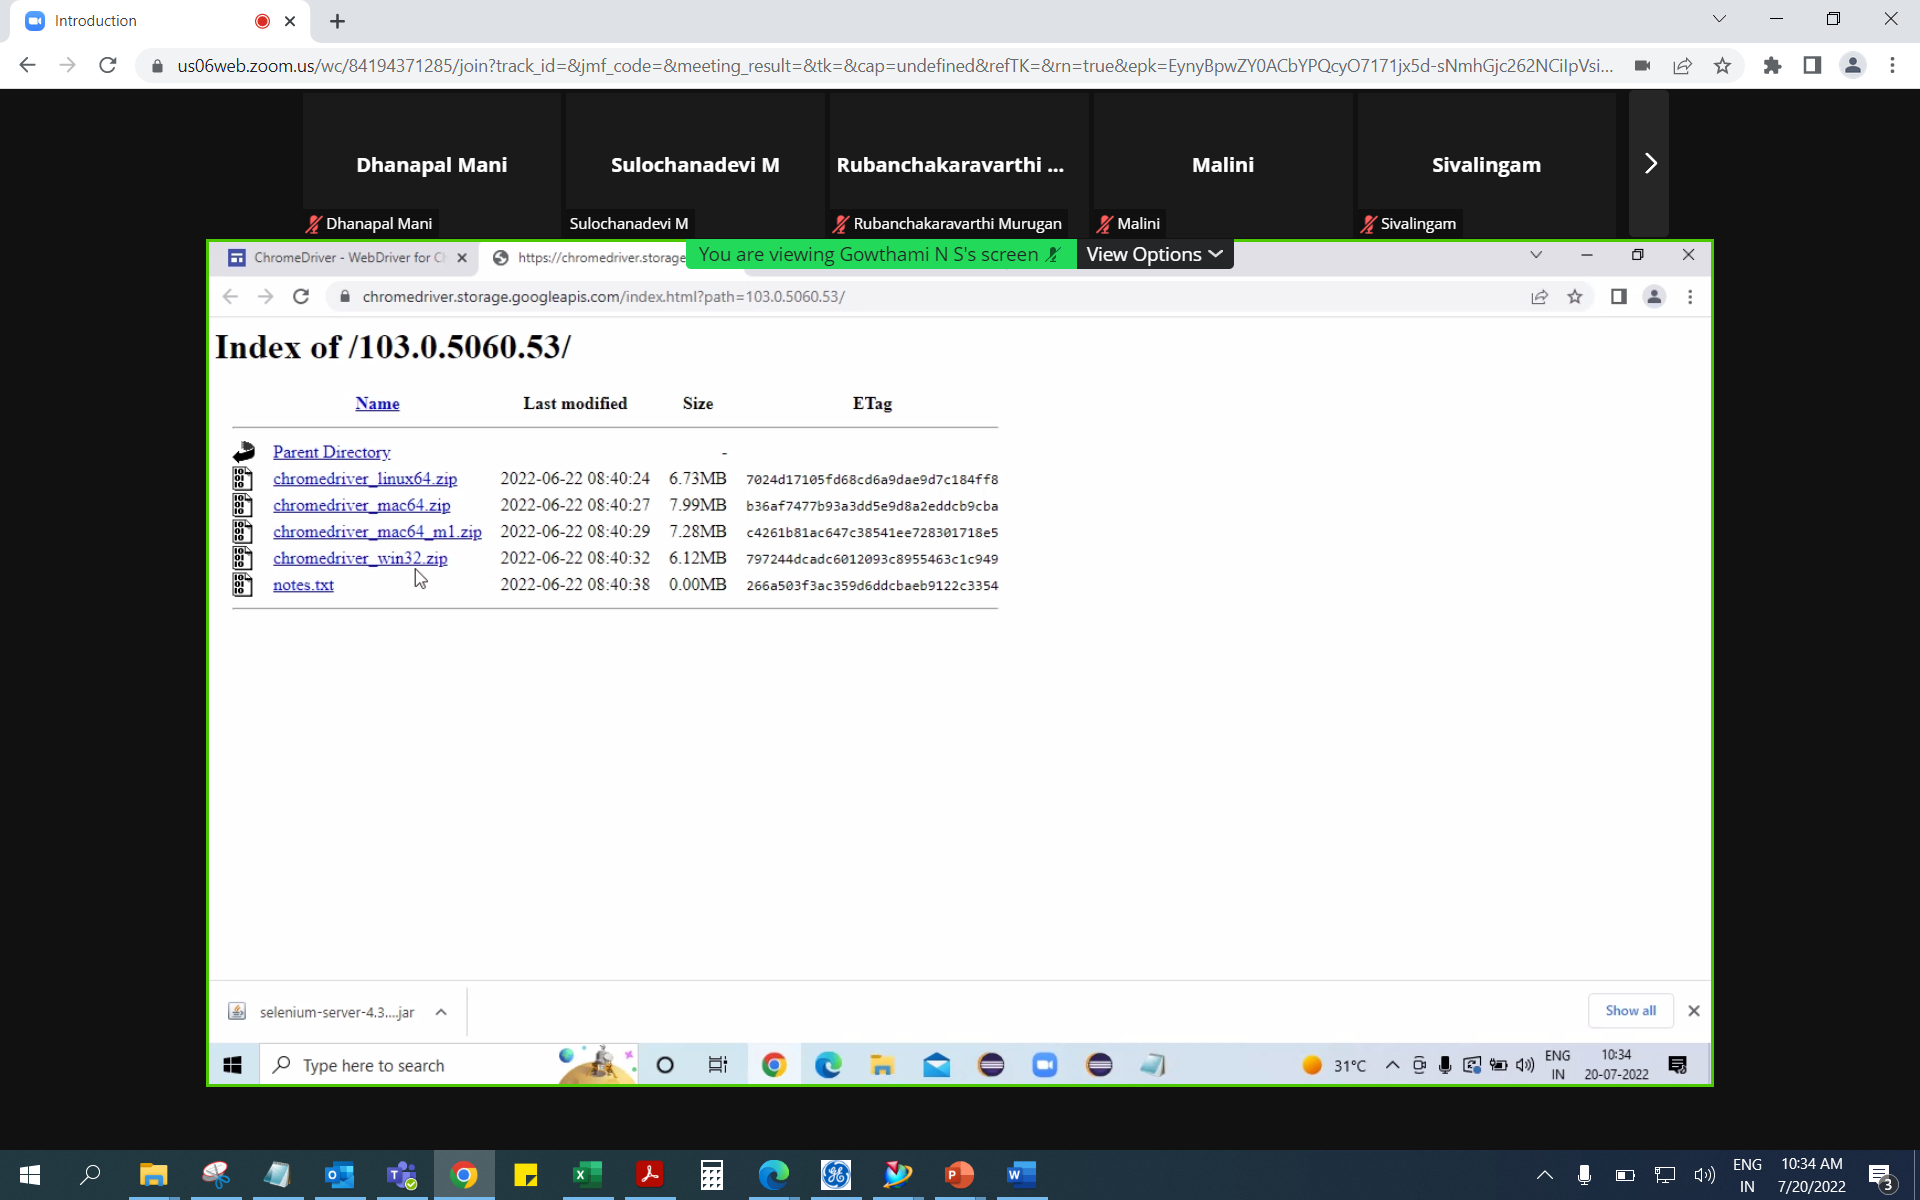 Introduction
us06web.zoom.us/wc/84194371285/join?track_id=&jmf_code=&meeting_result=&tk=&cap=undefined&refTK=&rn=true&epk=EynyBpwZY0ACbYPQcyO7171jx5d-sNmhGjc262NCiIpVsi...
Dhanapal Mani
Sulochanadevi M
Rubanchakaravarthi ...
Malini
Sivalingam
Dhanapal Mani
Sulochanadevi M
Rubanchakaravarthi Murugan
Malini
Sivalingam
ChromeDriver - WebDriver for C
https://chromedriver.storage
You are viewing Gowthami N S's screen
View Options
chromedriver.storage.googleapis.com/index.html?path=103.0.5060.53/
Index of /103.0.5060.53/
Name Last modified Size ETag
Parent Directory -
chromedriver_linux64.zip 2022-06-22 08:40:24 6.73MB 7024d17105fd68cd6a9dae9d7c184ff8
chromedriver_mac64.zip 2022-06-22 08:40:27 7.99MB b36af7477b93a3dd5e9d8a2eddcb9cba
chromedriver_mac64_m1.zip 2022-06-22 08:40:29 7.28MB c4261b81ac647c38541ee728301718e5
chromedriver_win32.zip 2022-06-22 08:40:32 6.12MB 797244dcadc6012093c8955463c1c949
notes.txt 2022-06-22 08:40:38 0.00MB 266a503f3ac359d6ddcbaeb9122c3354
selenium-server-4.3....jar
Show all
Type here to search
31°C
ENG
IN
10:34
20-07-2022
ENG
IN
10:34 AM
7/20/2022
3